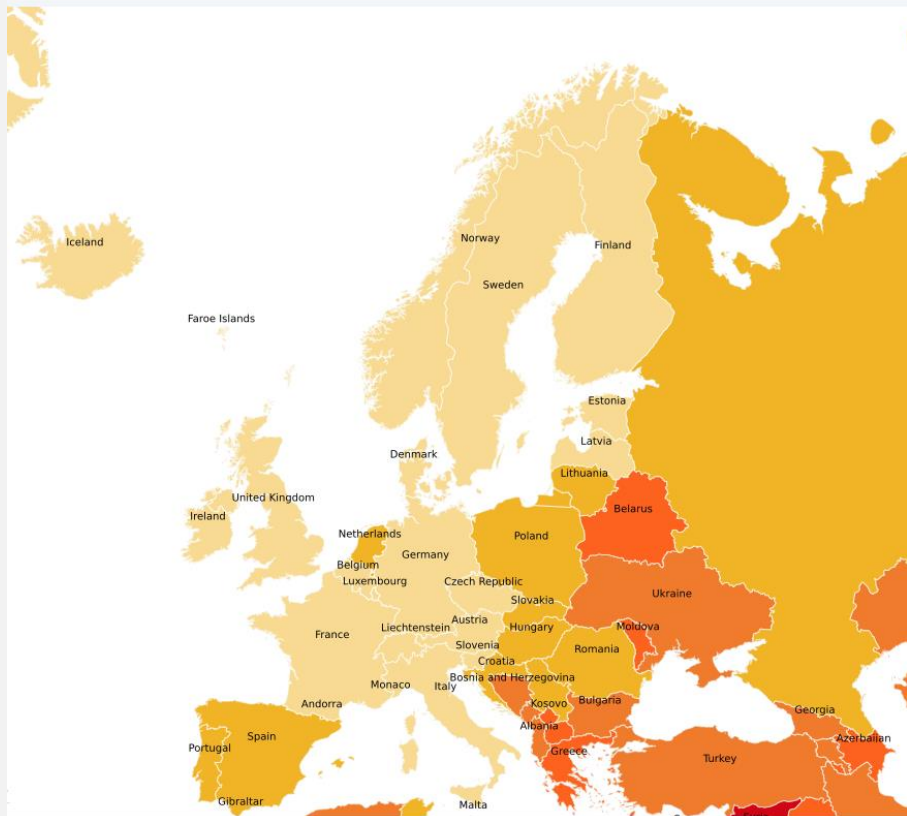 Iceland
Norway
Finland
Sweden
Faroe Islands
Estonia
Latvia
Denmark
Lithuania
United Kingdom
Belarus
Ireland
Netherlands
Poland
Germany
Belgium
Luxembourg
Czech Republic
Ukraine
Slovakia
Austria
Liechtenstein
Hungary
Moldova
France
Slovenia
Romania
Croatia
Bosnia and Herzegovina
Monaco
Italy
Andorra
Kosovo
Bulgaria
Georgia
Albania
Spain
Azerbaijan
Portugal
Greece
Turkey
Gibraltar
Malta